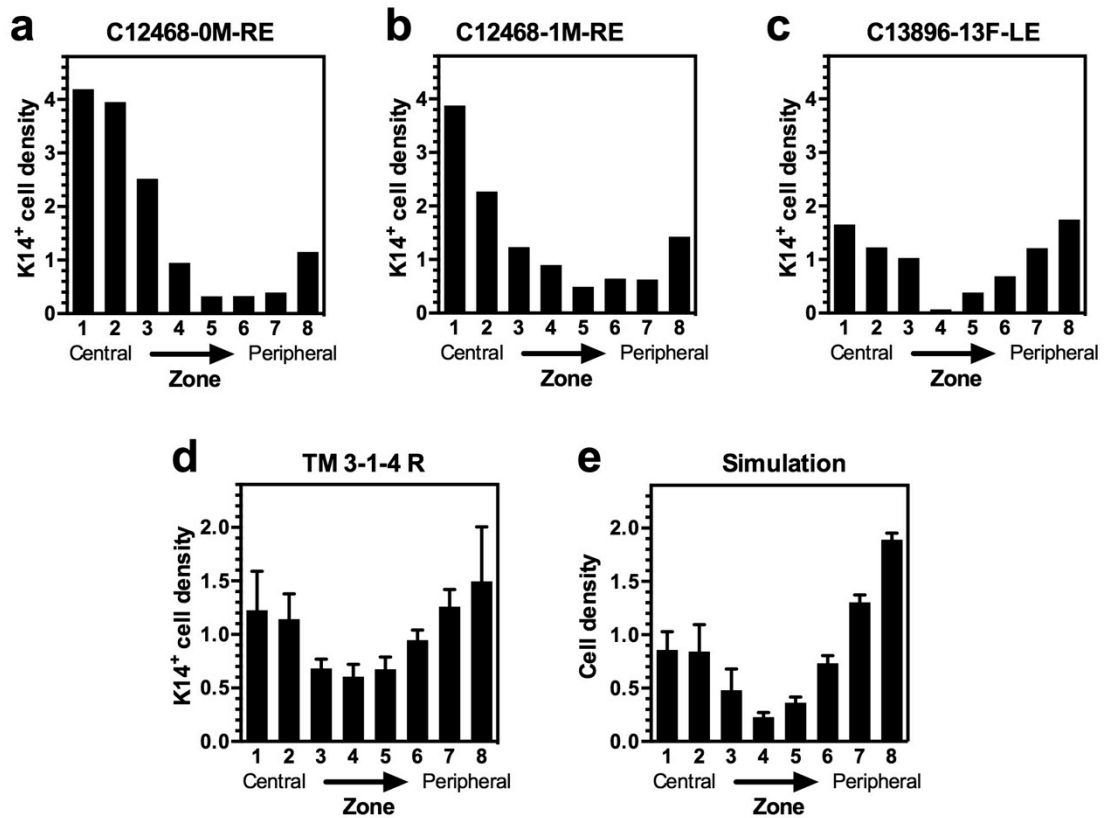 a C12468-0M-RE
K14+ cell density
4
3
2
1
0
1 2 3 4 5 6 7 8
Central Peripheral
Zone
b C12468-1M-RE
K14+ cell density
4
3
2
1
0
1 2 3 4 5 6 7 8
Central Peripheral
Zone
c C13896-13F-LE
K14+ cell density
4
3
2
1
0
1 2 3 4 5 6 7 8
Central Peripheral
Zone
d TM 3-1-4 R
K14+ cell density
2.0
1.5
1.0
0.5
0.0
1 2 3 4 5 6 7 8
Central Peripheral
Zone
e Simulation
Cell density
2.0
1.5
1.0
0.5
0.0
1 2 3 4 5 6 7 8
Central Peripheral
Zone